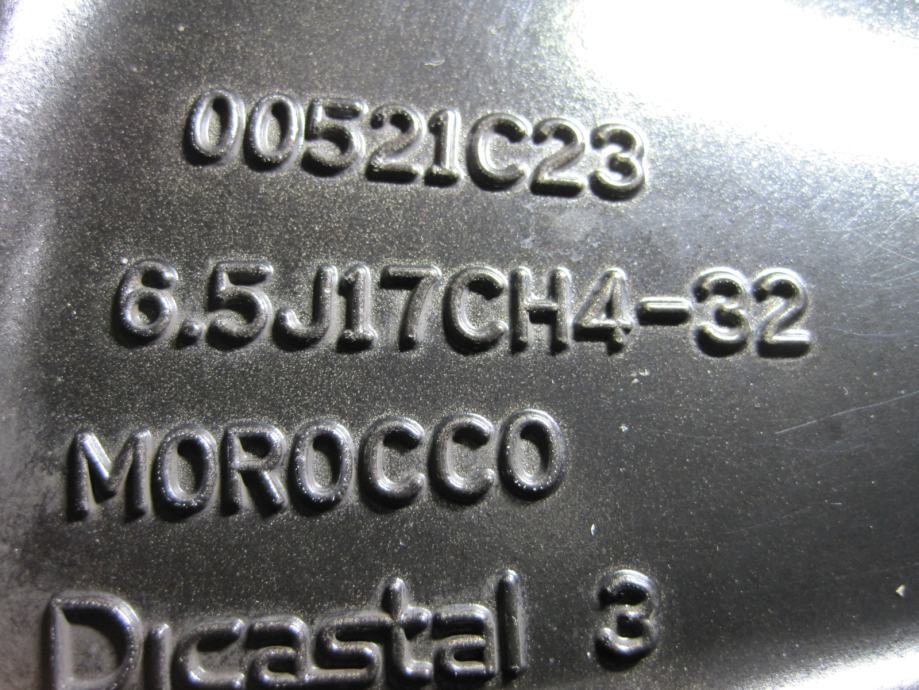 00521C23
6.5J17CH4-32
MOROCCO
Dicastal 3